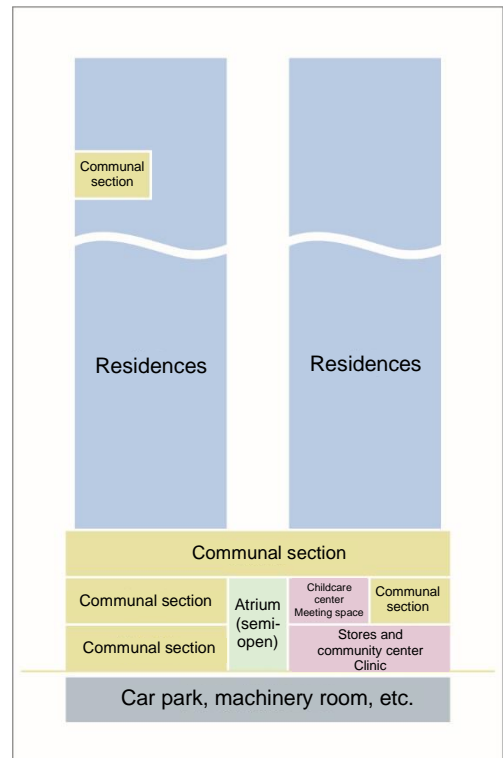 Communal
section
Residences
Residences
Communal section
Communal section
Atrium
(semi-
open)
Childcare
center
Meeting space
Communal
section
Communal section
Stores and
community center
Clinic
Car park, machinery room, etc.